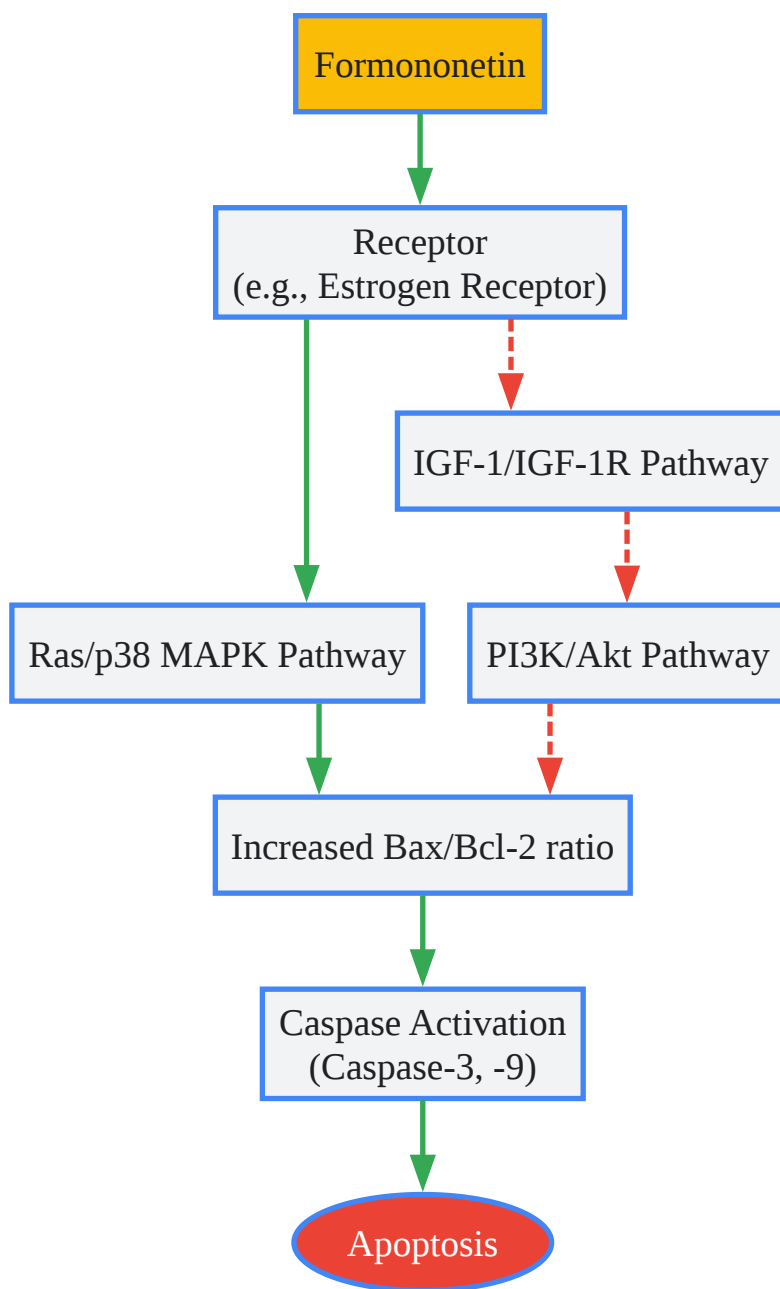 Formononetin
Receptor
(e.g., Estrogen Receptor)
IGF-1/IGF-1R Pathway
Ras/p38 MAPK Pathway
PI3K/Akt Pathway
Increased Bax/Bcl-2 ratio
Caspase Activation
(Caspase-3, -9)
Apoptosis